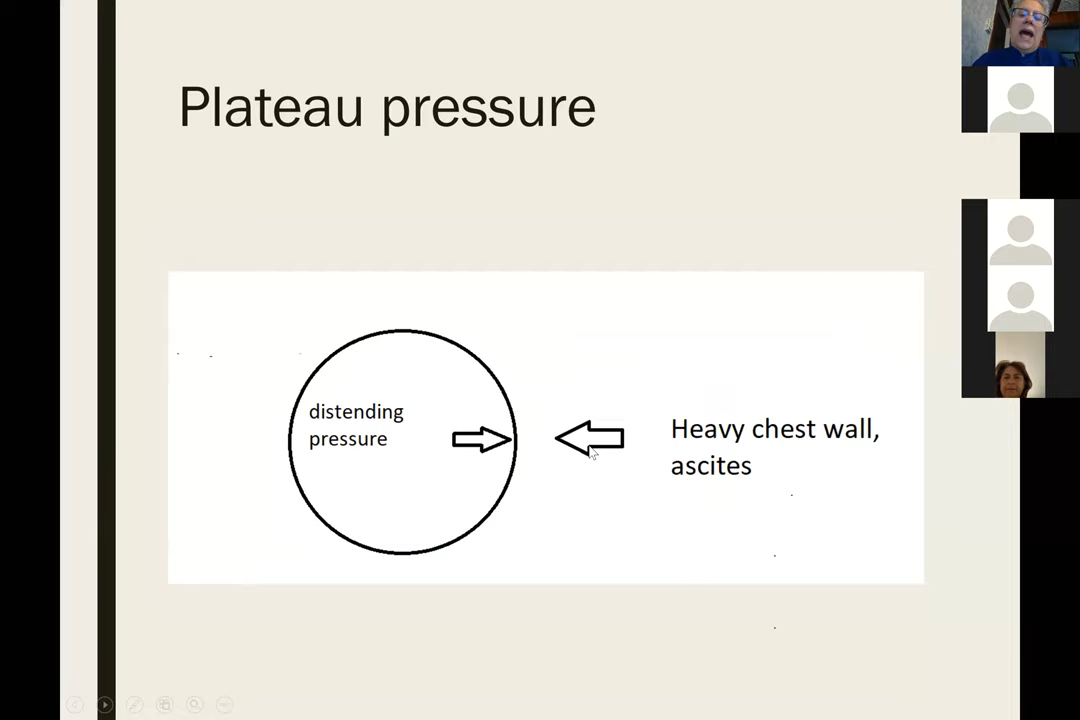 Plateau pressure
distending
pressure
Heavy chest wall,
ascites